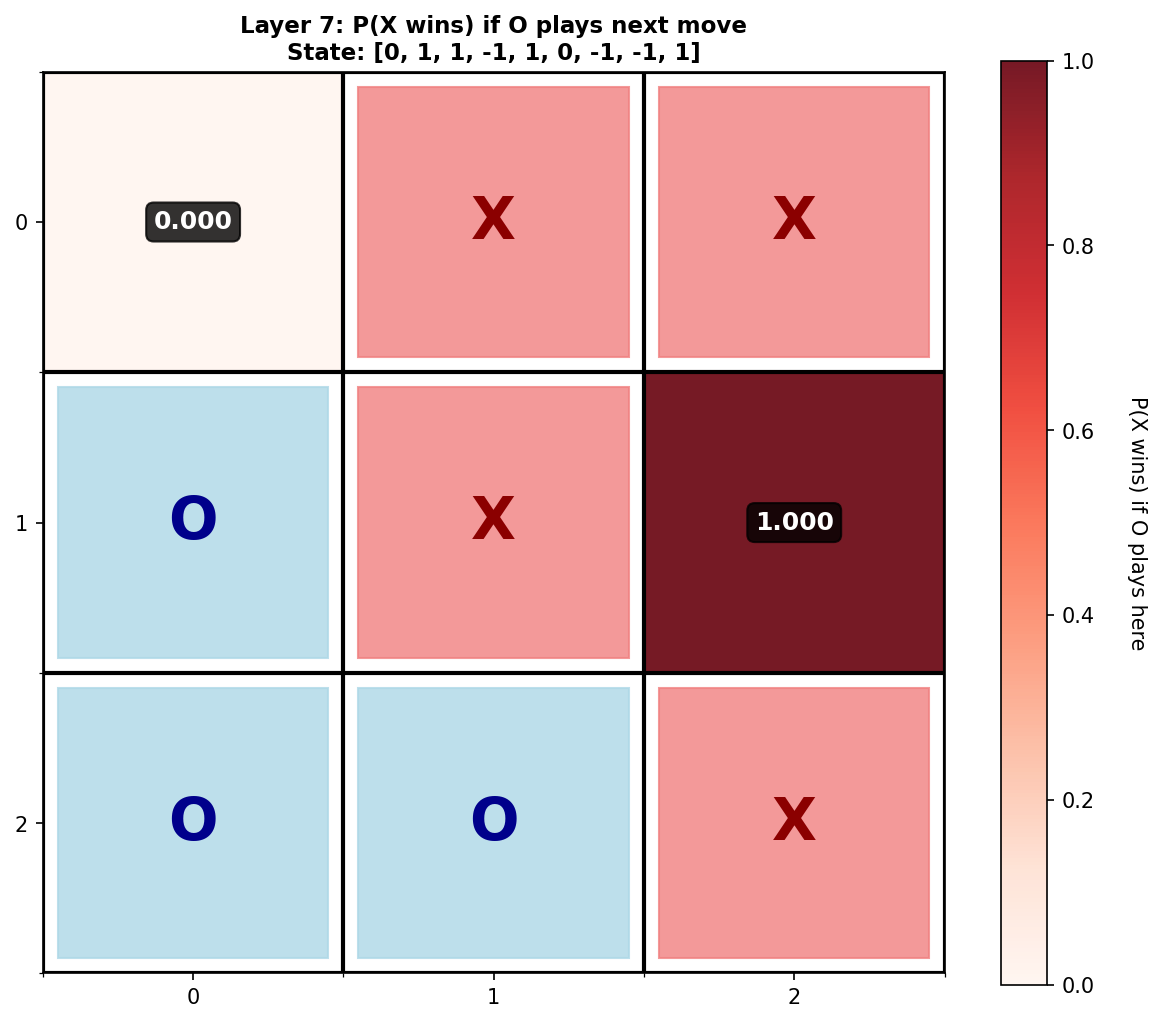 Layer 7: P(X wins) if O plays next move
State: [0, 1, 1, -1, 1, 0, -1, -1, 1]
0
0.000
X
X
1
O
X
1.000
2
O
O
X
0
1
2
1.0
0.8
0.6
0.4
0.2
0.0
P(X wins) if O plays here